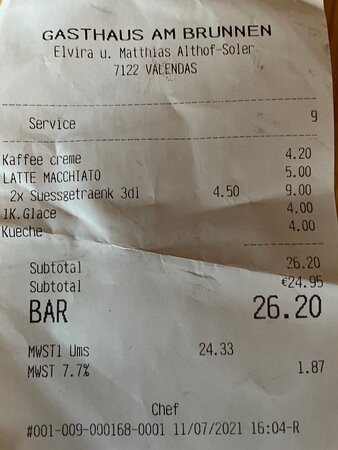 GASTHAUS AM BRUNNEN
Elvira u. Matthias Althof-Soler
7122 VALENDAS
Service 9
Kaffee creme 4.20
LATTE MACCHIATO 5.00
2x Suessgetraenk 3dl 4.50 9.00
1K.Glace 4.00
Kueche 4.00
Subtotal 26.20
Subtotal €24.95
BAR 26.20
MWST1 Ums 24.33
MWST 7.7% 1.87
Chef
#001-009-000168-0001 11/07/2021 16:04-R